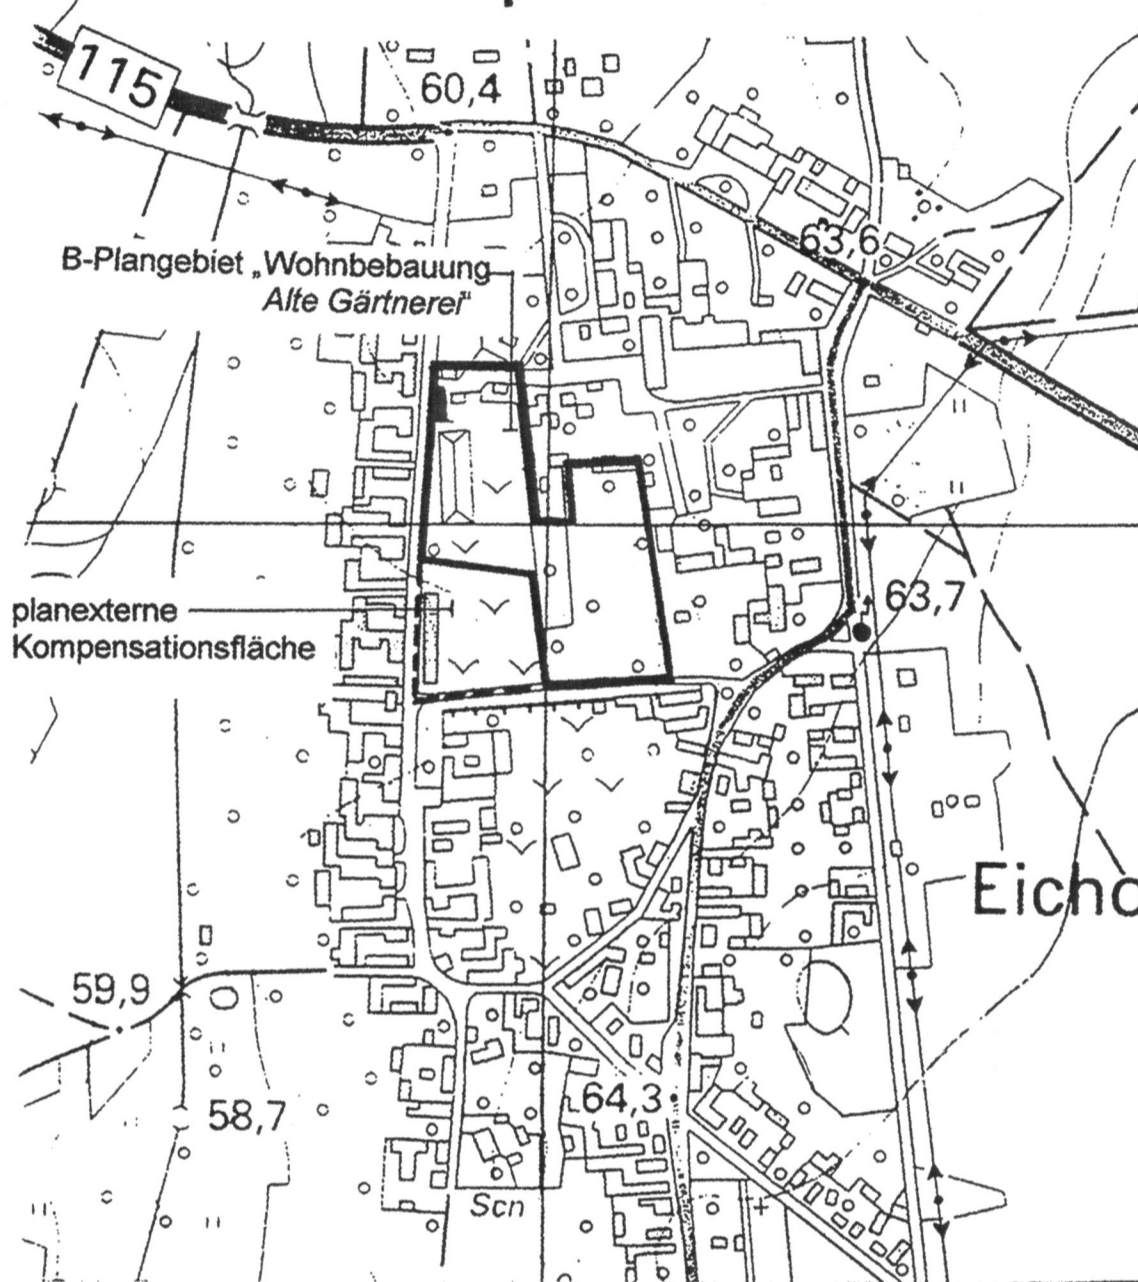 115
60,4
63,6
B-Plangebiet „Wohnbebauung
Alte Gärtnerei"
63,7
planexterne
Kompensationsfläche
Eicho
59,9
58,7
64,3
Scn